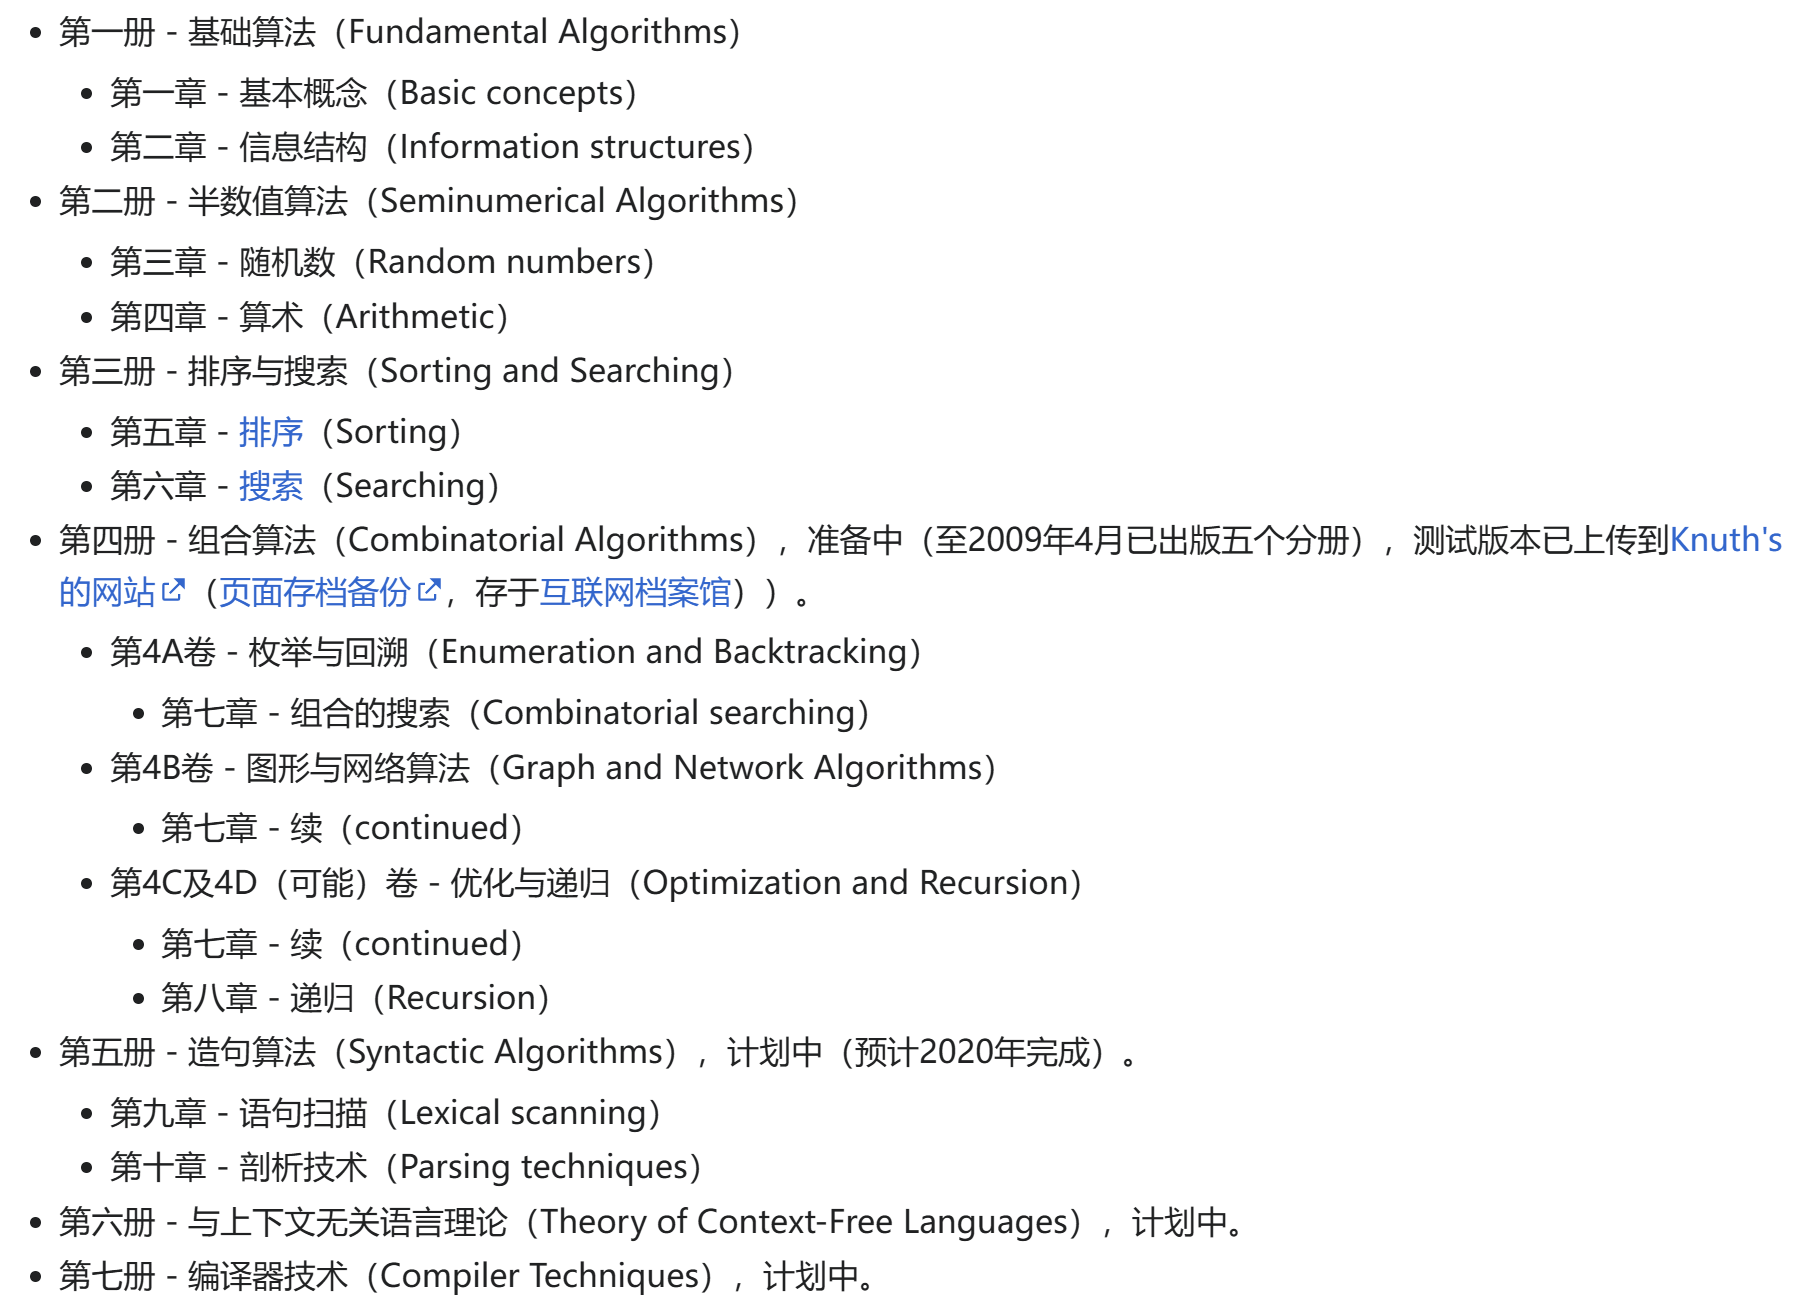 第一册 - 基础算法（Fundamental Algorithms）
第一章 - 基本概念（Basic concepts）
第二章 - 信息结构（Information structures）
第二册 - 半数值算法（Seminumerical Algorithms）
第三章 - 随机数（Random numbers）
第四章 - 算术（Arithmetic）
第三册 - 排序与搜索（Sorting and Searching）
第五章 - 排序（Sorting）
第六章 - 搜索（Searching）
第四册 - 组合算法（Combinatorial Algorithms），准备中（至2009年4月已出版五个分册），测试版本已上传到Knuth's
的网站（页面存档备份，存于互联网档案馆））。
第4A卷 - 枚举与回溯（Enumeration and Backtracking）
第七章 - 组合的搜索（Combinatorial searching）
第4B卷 - 图形与网络算法（Graph and Network Algorithms）
第七章 - 续（continued）
第4C及4D（可能）卷 - 优化与递归（Optimization and Recursion）
第七章 - 续（continued）
第八章 - 递归（Recursion）
第五册 - 造句算法（Syntactic Algorithms），计划中（预计2020年完成）。
第九章 - 语句扫描（Lexical scanning）
第十章 - 剖析技术（Parsing techniques）
第六册 - 与上下文无关语言理论（Theory of Context-Free Languages），计划中。
第七册 - 编译器技术（Compiler Techniques），计划中。